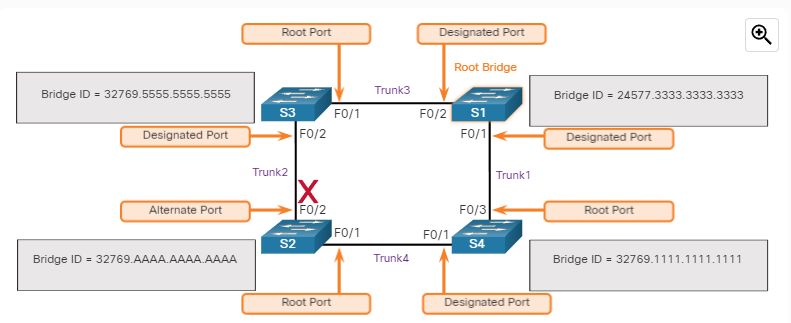 Root Port
Designated Port
Root Bridge
Bridge ID = 32769.5555.5555.5555
Trunk3
Bridge ID = 24577.3333.3333.3333
S3
F0/1
F0/2
S1
Designated Port
F0/2
F0/1
Designated Port
Trunk2
X
Trunk1
Alternate Port
F0/2
F0/3
Root Port
S2
F0/1
F0/1
S4
Bridge ID = 32769.AAAA.AAAA.AAAA
Trunk4
Bridge ID = 32769.1111.1111.1111
Root Port
Designated Port